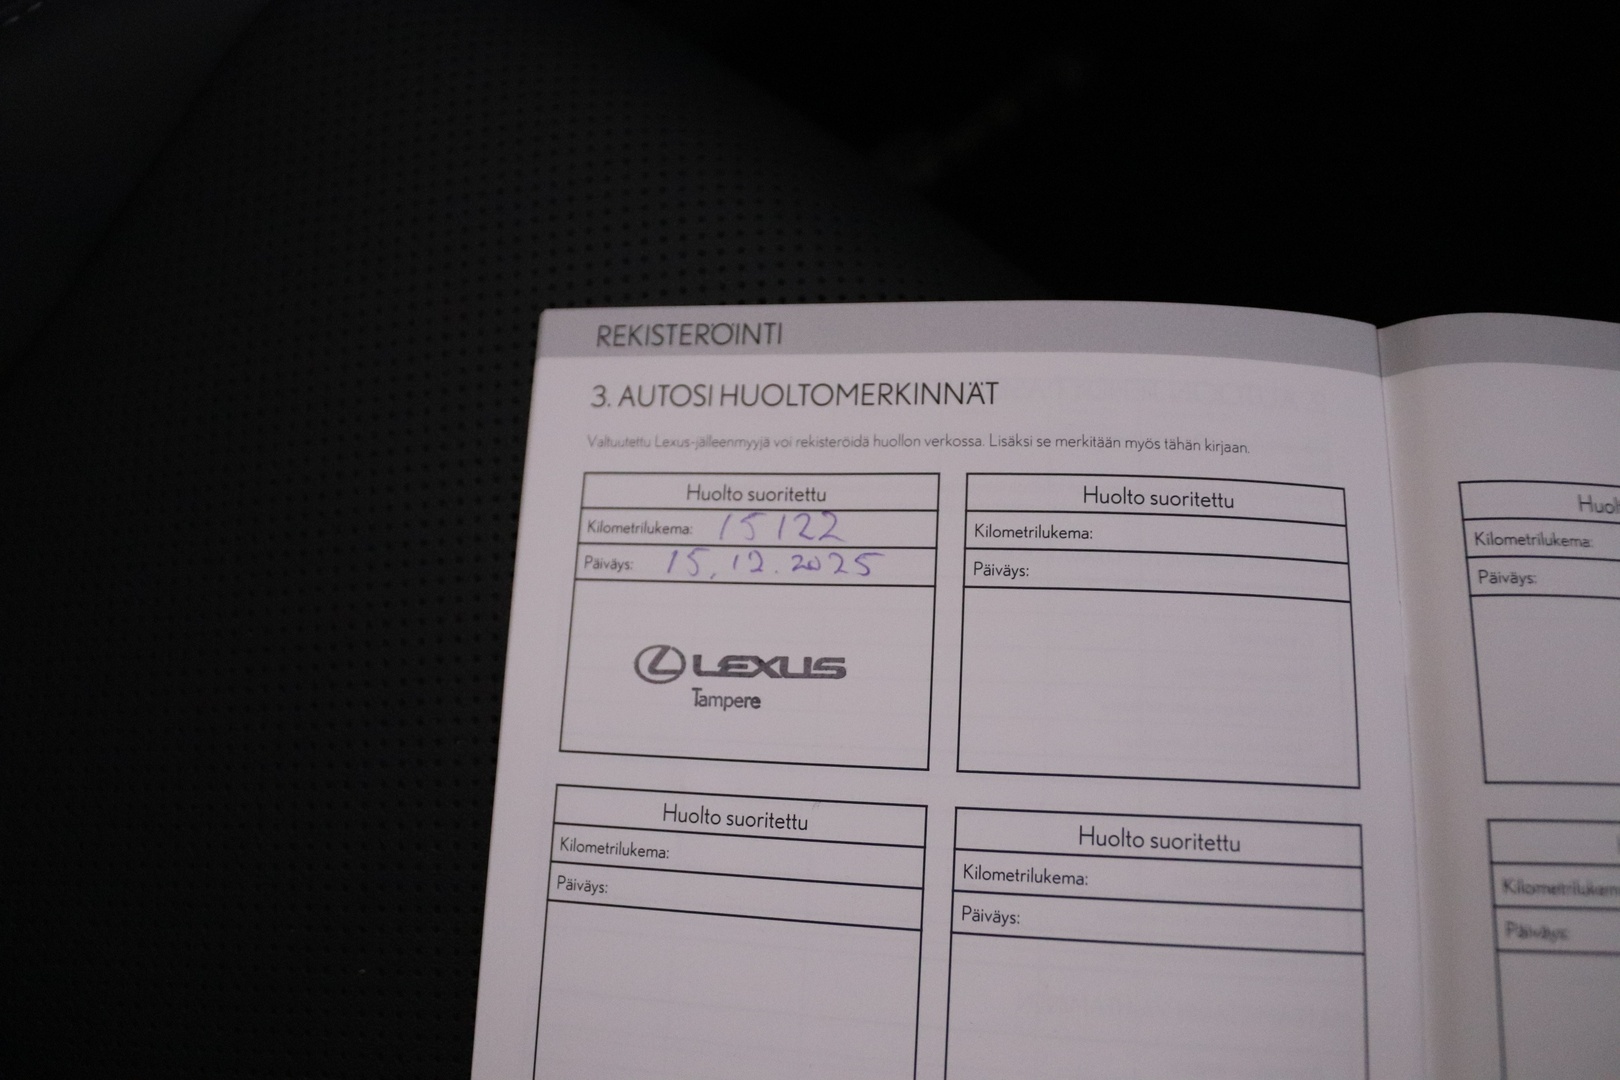 REKISTERÖINTI
3. AUTOSI HUOLTOMERKINNÄT
Valtuutettu Lexus-jälleenmyyjä voi rekisteröidä huollon verkossa. Lisäksi se merkitään myös tähän kirjaan.
Huolto suoritettu
Kilometrilukema: 15122
Päiväys: 15.12.2025
LEXUS
Tampere
Huolto suoritettu
Kilometrilukema:
Päiväys:
Huolto suoritettu
Kilometrilukema:
Päiväys:
Huolto suoritettu
Kilometrilukema:
Päiväys:
Kilometrilukema:
Päiväys:
Päiväys: